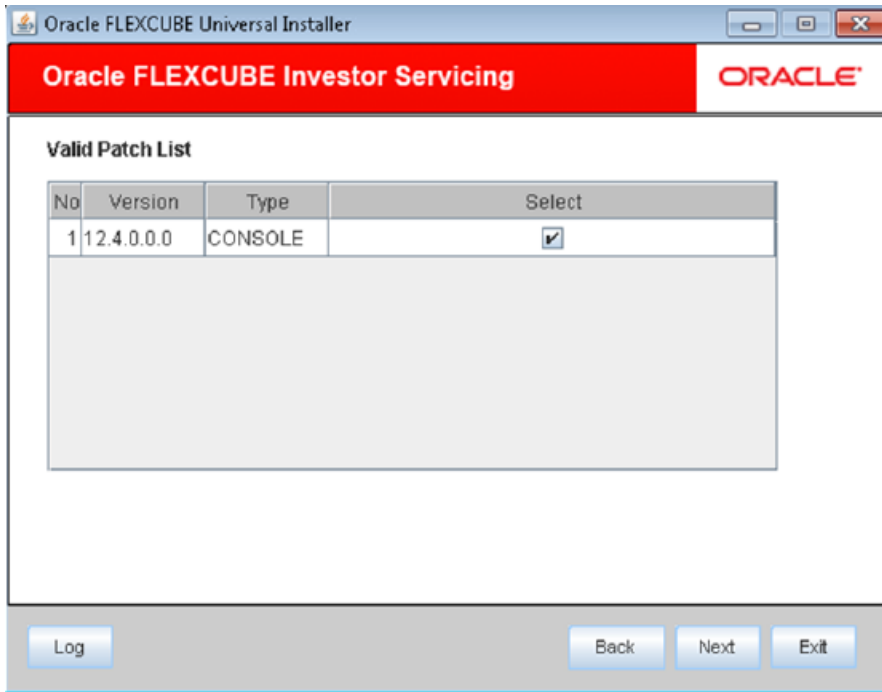 Oracle FLEXCUBE Universal Installer
Oracle FLEXCUBE Investor Servicing ORACLE
Valid Patch List
No Version Type Select
1 12.4.0.0.0 CONSOLE
Log Back Next Exit